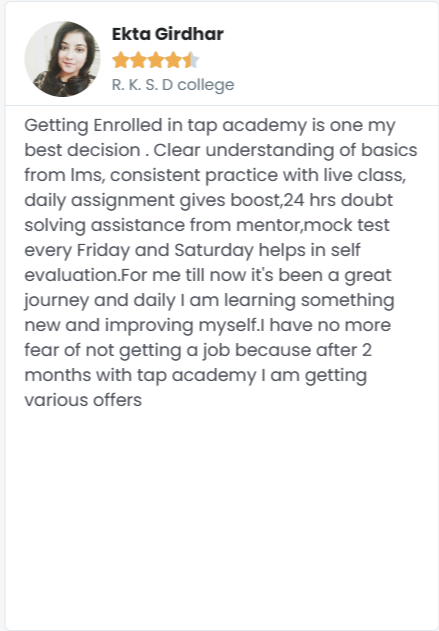 Ekta Girdhar
R. K. S. D college
Getting Enrolled in tap academy is one my
best decision . Clear understanding of basics
from lms, consistent practice with live class,
daily assignment gives boost,24 hrs doubt
solving assistance from mentor,mock test
every Friday and Saturday helps in self
evaluation.For me till now it's been a great
journey and daily I am learning something
new and improving myself.I have no more
fear of not getting a job because after 2
months with tap academy I am getting
various offers